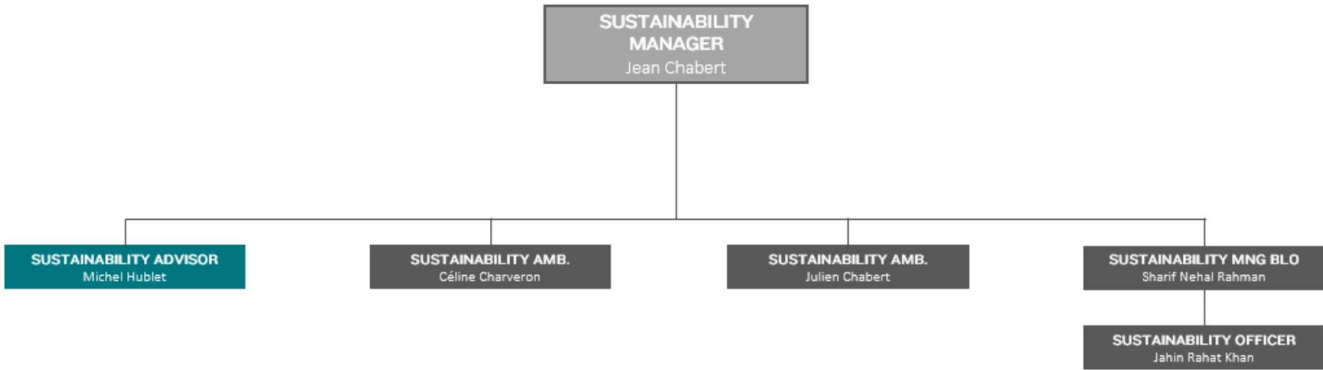 SUSTAINABILITY
MANAGER
Jean Chabert
SUSTAINABILITY ADVISOR
Michel Hublet
SUSTAINABILITY AMB.
Céline Charveron
SUSTAINABILITY AMB.
Julien Chabert
SUSTAINABILITY MNG BLO
Sharif Nehal Rahman
SUSTAINABILITY OFFICER
Jahin Rahat Khan